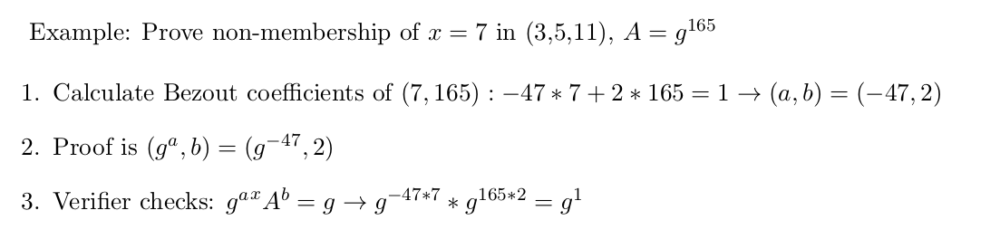 Example: Prove non-membership of $x = 7$ in (3,5,11), $A = g^{165}$
1. Calculate Bezout coefficients of $(7, 165) : -47 * 7 + 2 * 165 = 1 \rightarrow (a, b) = (-47, 2)$
2. Proof is $(g^a, b) = (g^{-47}, 2)$
3. Verifier checks: $g^{ax} A^b = g \rightarrow g^{-47*7} * g^{165*2} = g^1$